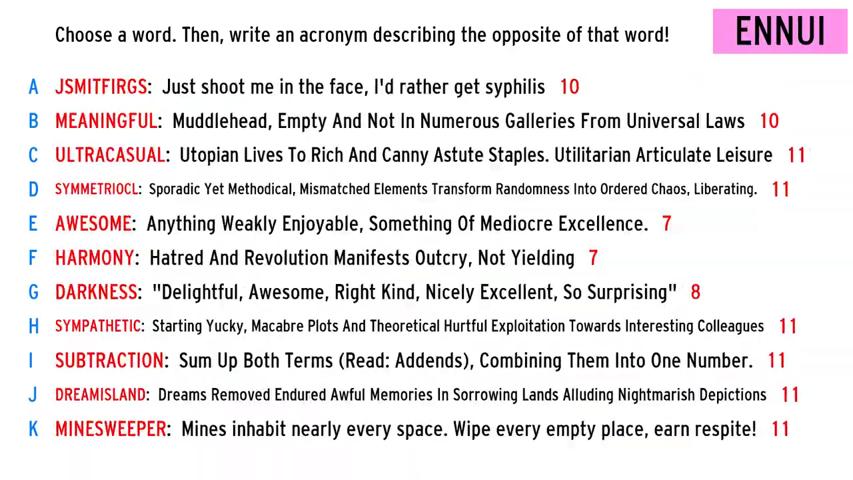 Choose a word. Then, write an acronym describing the opposite of that word!
ENNUI
A JSMITFIRGS: Just shoot me in the face, I'd rather get syphilis 10
B MEANINGFUL: Muddlehead, Empty And Not In Numerous Galleries From Universal Laws 10
C ULTRACASUAL: Utopian Lives To Rich And Canny Astute Staples. Utilitarian Articulate Leisure 11
D SYMMETRIOCL: Sporadic Yet Methodical, Mismatched Elements Transform Randomness Into Ordered Chaos, Liberating. 11
E AWESOME: Anything Weakly Enjoyable, Something Of Mediocre Excellence. 7
F HARMONY: Hatred And Revolution Manifests Outcry, Not Yielding 7
G DARKNESS: "Delightful, Awesome, Right Kind, Nicely Excellent, So Surprising" 8
H SYMPATHETIC: Starting Yucky, Macabre Plots And Theoretical Hurtful Exploitation Towards Interesting Colleagues 11
I SUBTRACTION: Sum Up Both Terms (Read: Addends), Combining Them Into One Number. 11
J DREAMISLAND: Dreams Removed Endured Awful Memories In Sorrowing Lands Alluding Nightmarish Depictions 11
K MINESWEEPER: Mines inhabit nearly every space. Wipe every empty place, earn respite! 11